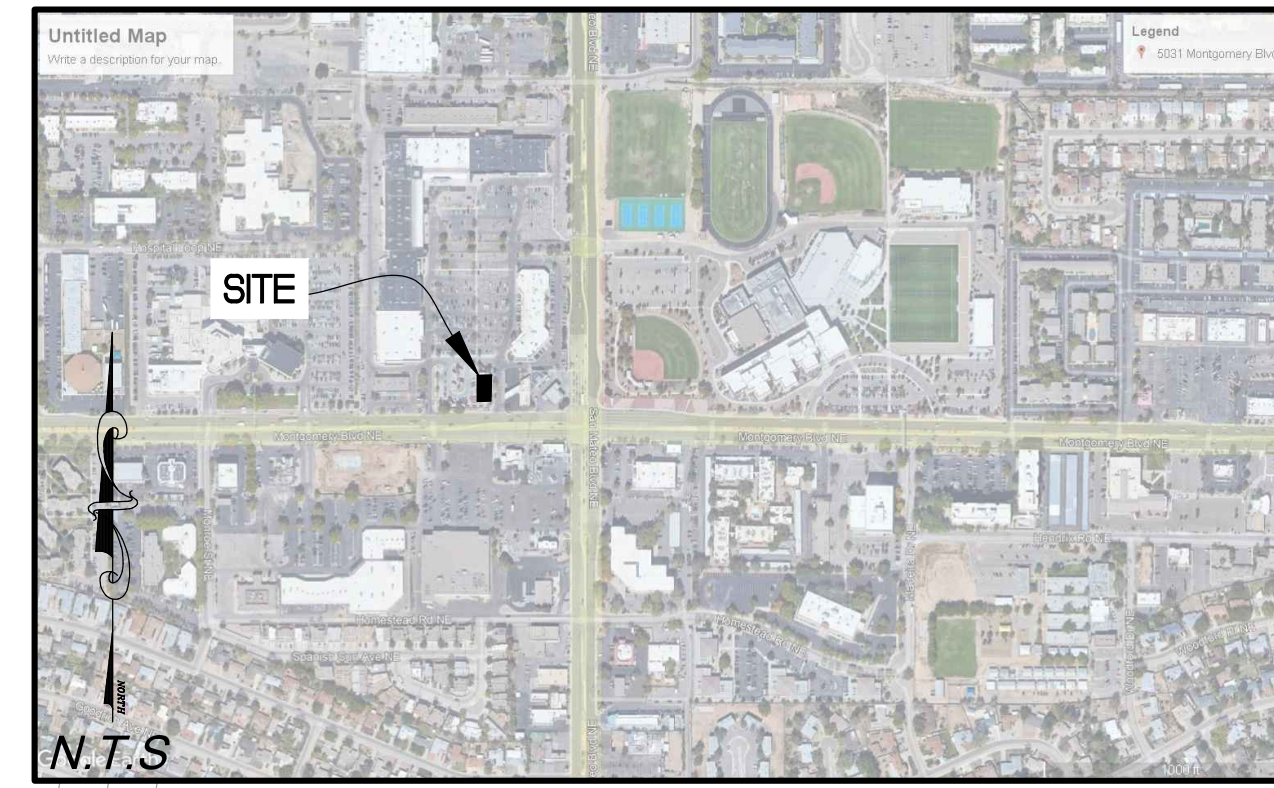 Untitled Map
Write a description for your map.
Legend
5031 Montgomery Blvd
Hospital Loop NE
SITE
Montgomery Blvd NE
Montgomery Blvd NE
Montgomery Blvd NE
San Mateo Blvd NE
Hendrix Rd NE
Homestead Rd NE
Homestead Rd NE
NORTH
N.T.S
1000 ft